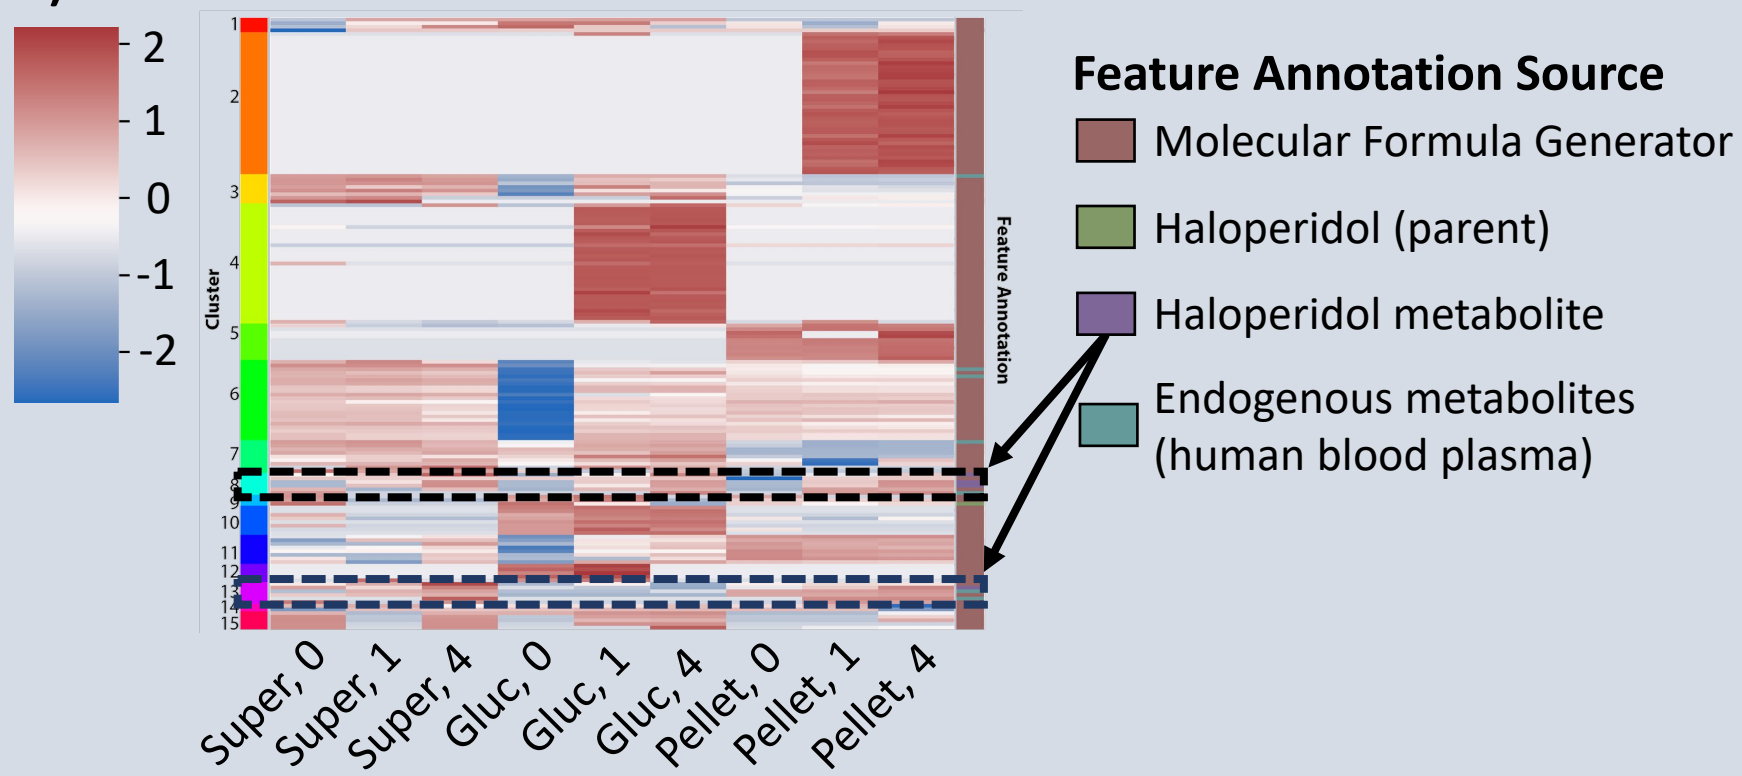 2
1
0
-1
-2
Cluster
1
2
3
4
5
6
7
8
9
10
11
12
13
14
15
Feature Annotation
Super, 0
Super, 1
Super, 4
Gluc, 0
Gluc, 1
Gluc, 4
Pellet, 0
Pellet, 1
Pellet, 4
Feature Annotation Source
Molecular Formula Generator
Haloperidol (parent)
Haloperidol metabolite
Endogenous metabolites
(human blood plasma)